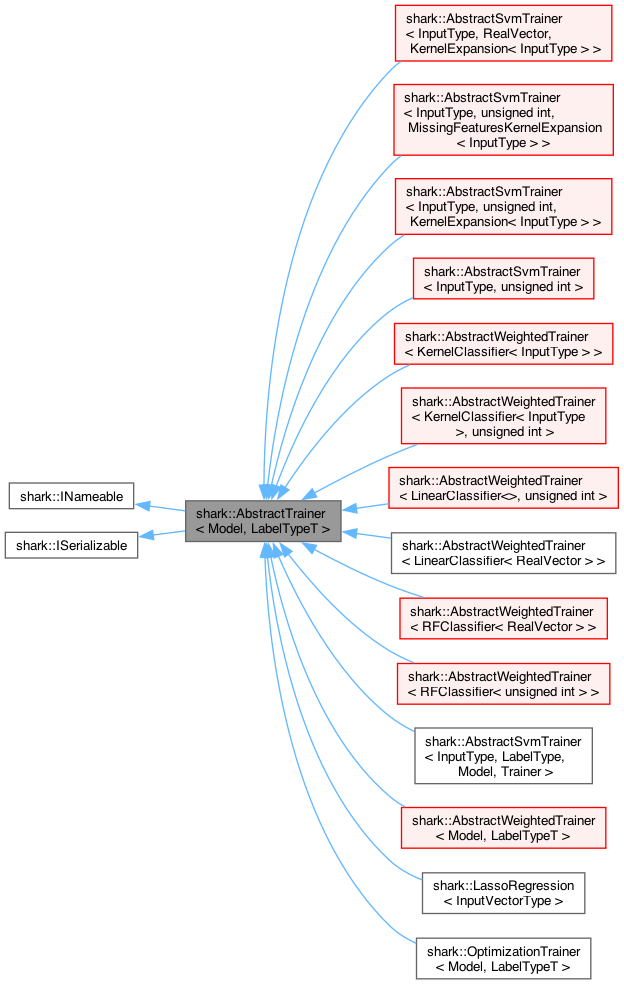 shark::AbstractSvmTrainer
< InputType, RealVector,
KernelExpansion< InputType > >
shark::AbstractSvmTrainer
< InputType, unsigned int,
MissingFeaturesKernelExpansion
< InputType > >
shark::AbstractSvmTrainer
< InputType, unsigned int,
KernelExpansion< InputType > >
shark::AbstractSvmTrainer
< InputType, unsigned int >
shark::AbstractWeightedTrainer
< KernelClassifier< InputType > >
shark::AbstractWeightedTrainer
< KernelClassifier< InputType
>, unsigned int >
shark::AbstractWeightedTrainer
< LinearClassifier<>, unsigned int >
shark::INameable
shark::ISerializable
shark::AbstractTrainer
< Model, LabelTypeT >
shark::AbstractWeightedTrainer
< LinearClassifier< RealVector > >
shark::AbstractWeightedTrainer
< RFClassifier< RealVector > >
shark::AbstractWeightedTrainer
< RFClassifier< unsigned int > >
shark::AbstractSvmTrainer
< InputType, LabelType,
Model, Trainer >
shark::AbstractWeightedTrainer
< Model, LabelTypeT >
shark::LassoRegression
< InputVectorType >
shark::OptimizationTrainer
< Model, LabelTypeT >